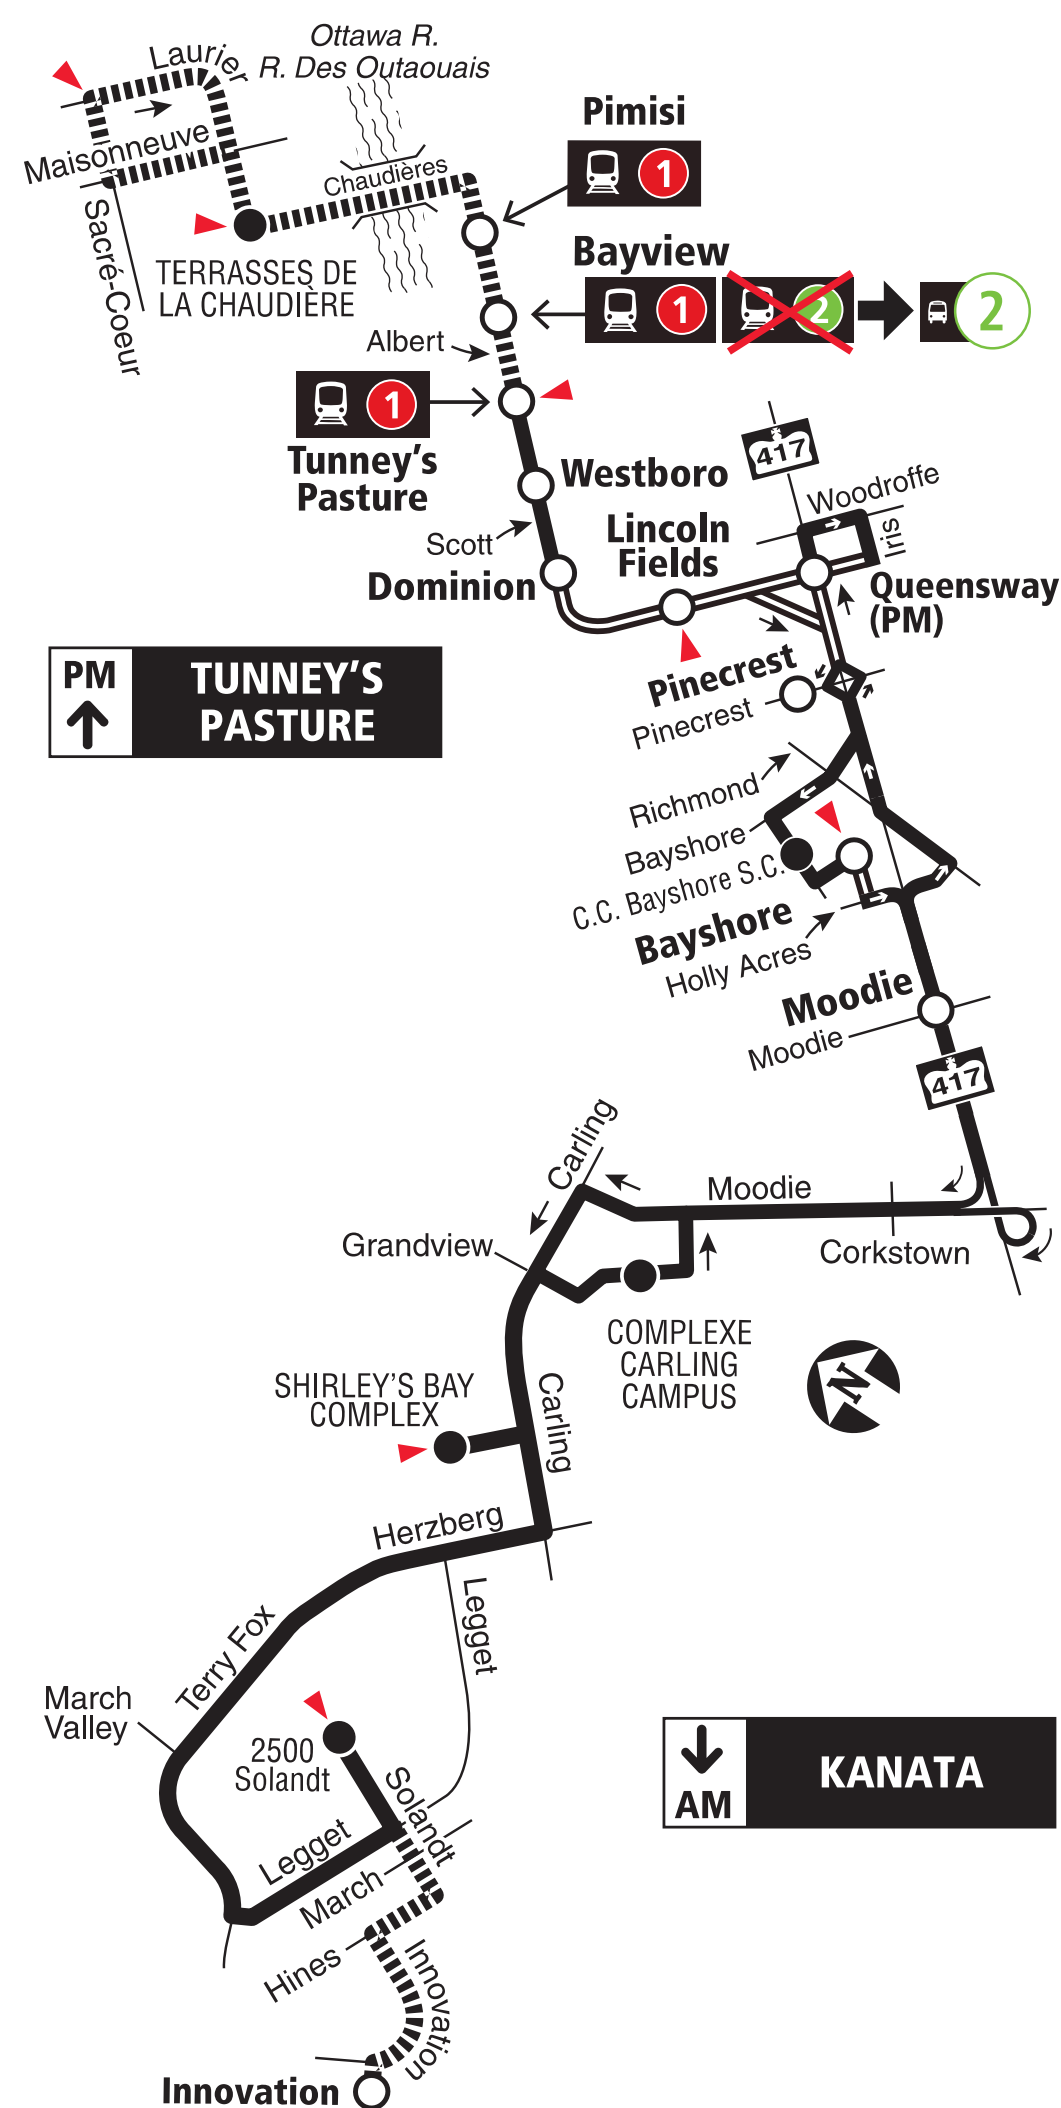 Ottawa R.
R. Des Outaouais
Laurier
Maisonneuve
Sacré-Coeur
Chaudières
Pimisi
1
TERRASSES DE
LA CHAUDIÈRE
Bayview
1
2
2
Albert
1
Tunney's
Pasture
Westboro
417
Woodroffe
Iris
Lincoln
Fields
Scott
Dominion
Queensway
(PM)
PM
TUNNEY'S
PASTURE
Pinecrest
Pinecrest
Richmond
Bayshore
C.C. Bayshore S.C.
Bayshore
Holly Acres
Moodie
Moodie
417
Carling
Moodie
Grandview
Corkstown
COMPLEXE
CARLING
CAMPUS
N
SHIRLEY'S BAY
COMPLEX
Carling
Herzberg
Legget
Terry Fox
March
Valley
2500
Solandt
Solandt
KANATA
AM
Legget
March
Hines
Innovation
Innovation